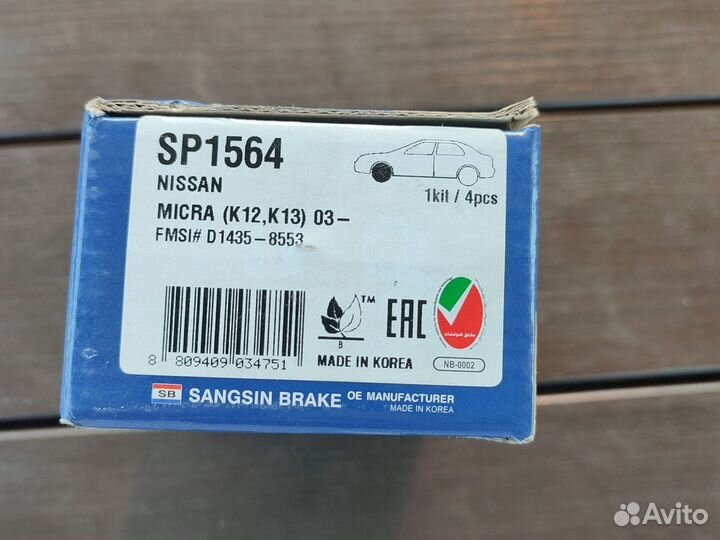 SP1564
NISSAN
1kit / 4pcs
MICRA (K12,K13) 03-
FMSI# D1435-8553
TM
EAC
B
8 809409 034751
MADE IN KOREA
NB-0002
SB SANGSIN BRAKE OE MANUFACTURER
MADE IN KOREA
Avito